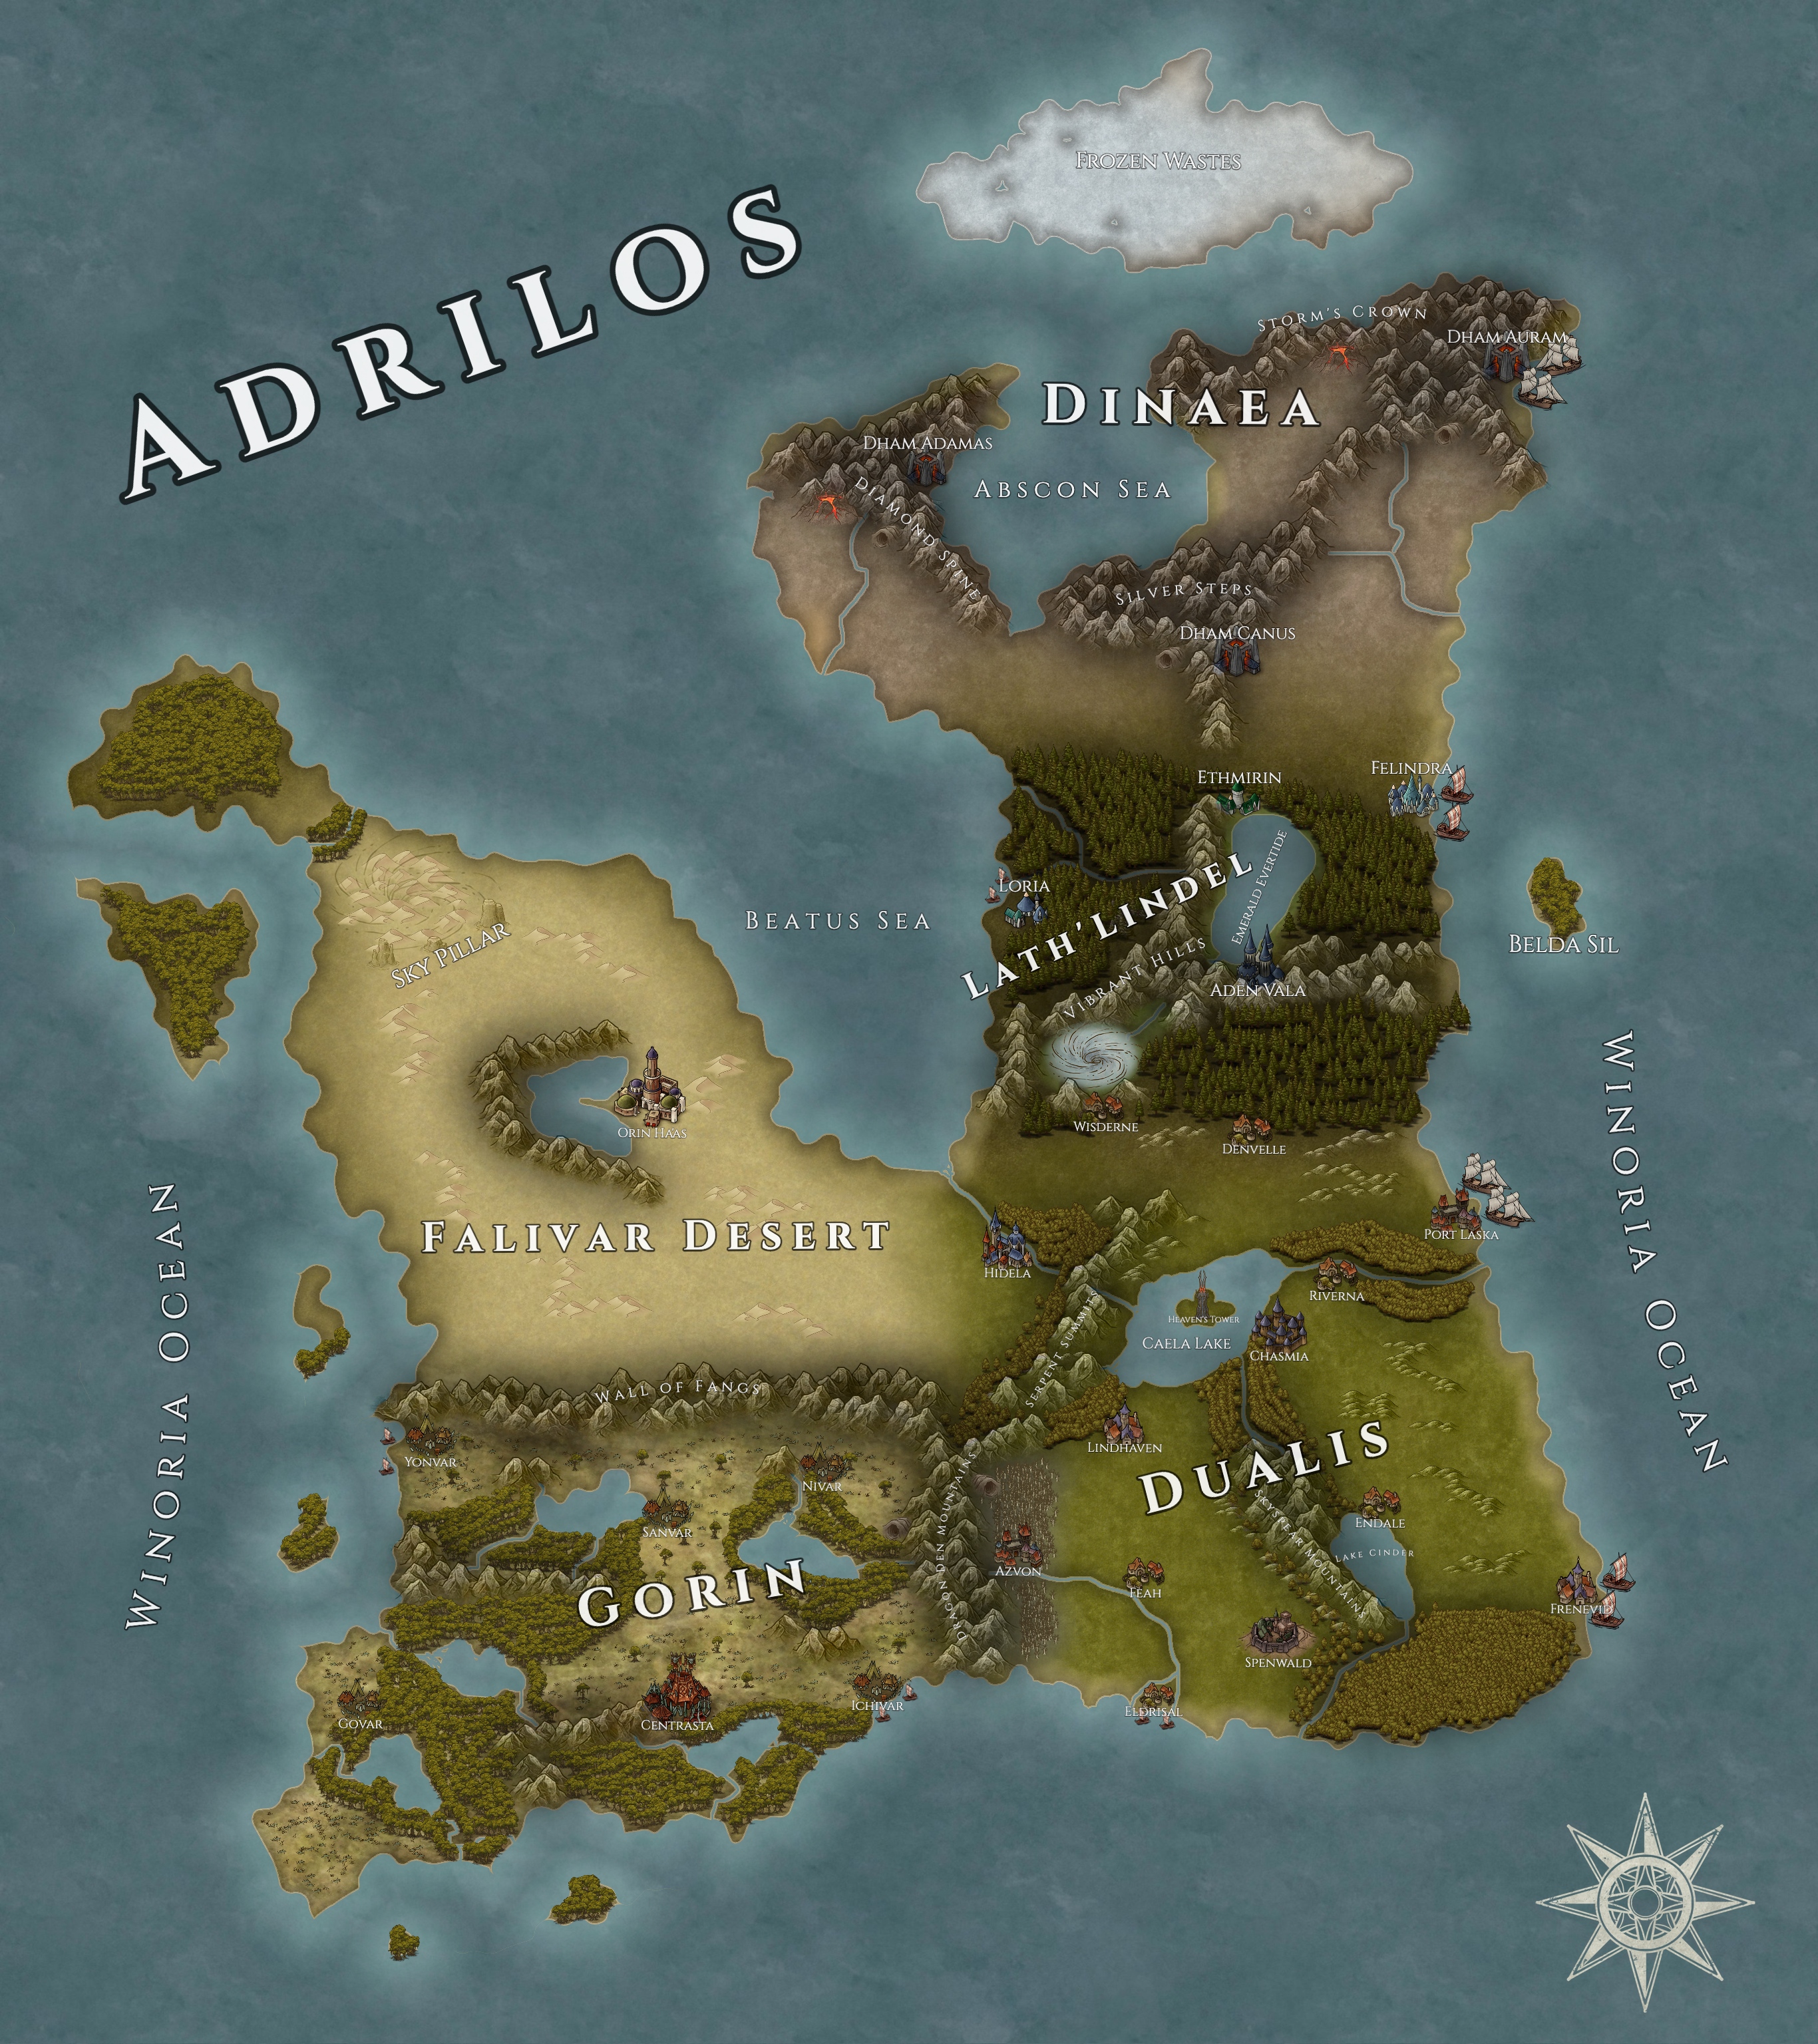 Frozen Wastes
Adrilos
Storm's Crown
Dham Auram
Dinaea
Dham Adamas
Abscon Sea
Diamond Spine
Silver Steps
Dham Canus
Ethmirin
Felindra
Emerald Evertide
Loria
Lath'Lindel
Beatus Sea
Belda Sil
Sky Pillar
Vibrant Hills
Aden Vala
Wisderne
Orin Haas
Denvelle
Winoria Ocean
Falivar Desert
Port Laska
Hidela
Riverna
Heaven's Tower
Caela Lake
Chasmia
Serpent Summits
Winoria Ocean
Wall of Fangs
Yonvar
Lindhaven
Dualis
Nivar
Sanvar
Dragon Den Mountains
Skyspear Mountains
Endale
Lake Cinder
Azvon
Feah
Gorin
Frenevid
Spenwald
Ichivar
Eldrisal
Govar
Centrasta